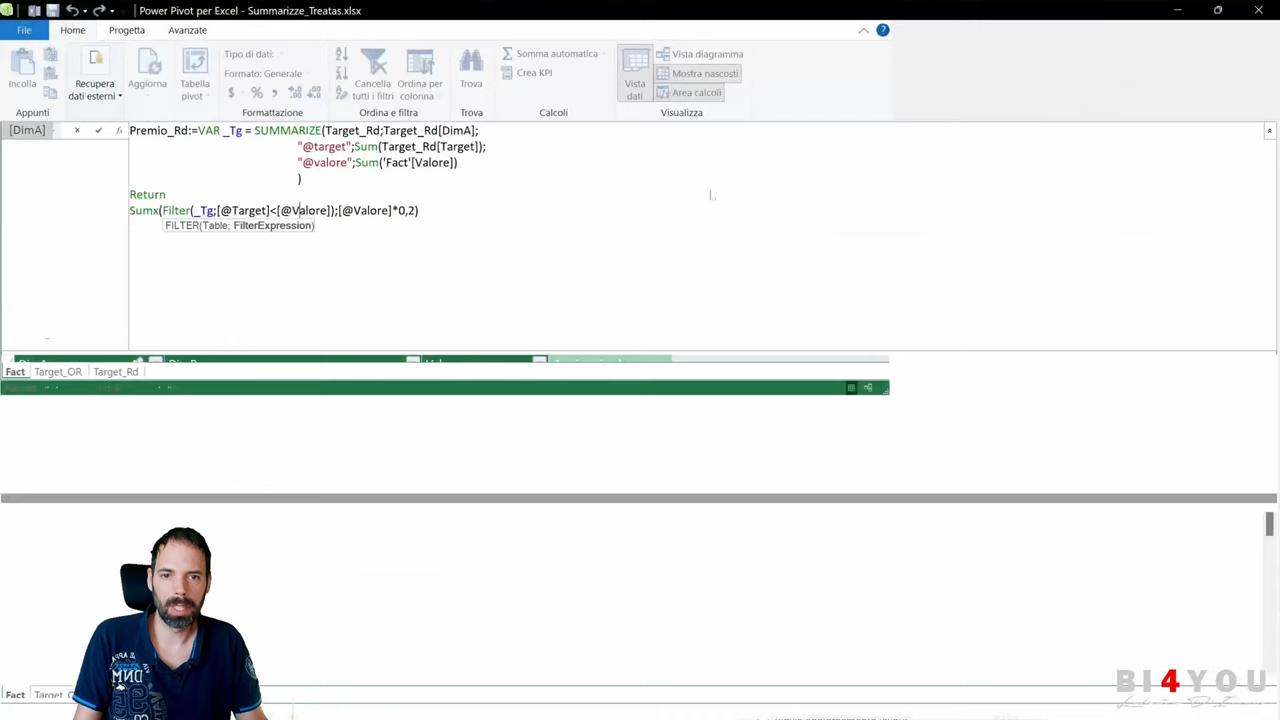 Power Pivot per Excel - Summarizze_Treatas.xlsx
File Home Progetta Avanzate
Incolla
Appunti
Recupera
dati esterni
Aggiorna
Tabella
pivot
Tipo di dati:
Formato: Generale
$ % ,
Formattazione
Cancella
tutti i filtri
Ordina per
colonna
Ordina e filtra
Trova
Trova
Somma automatica
Crea KPI
Calcoli
Vista
dati
Vista diagramma
Mostra nascosti
Area calcoli
Visualizza
[DimA] fx
Premio_Rd:=VAR _Tg = SUMMARIZE(Target_Rd;Target_Rd[DimA];
"@target";Sum(Target_Rd[Target]);
"@valore";Sum('Fact'[Valore])
)
Return
Sumx(Filter(_Tg;[@Target]<[@Valore]);[@Valore]*0,2)
FILTER(Table; FilterExpression)
Fact Target_OR Target_Rd
DNM
Fact
BI4YOU